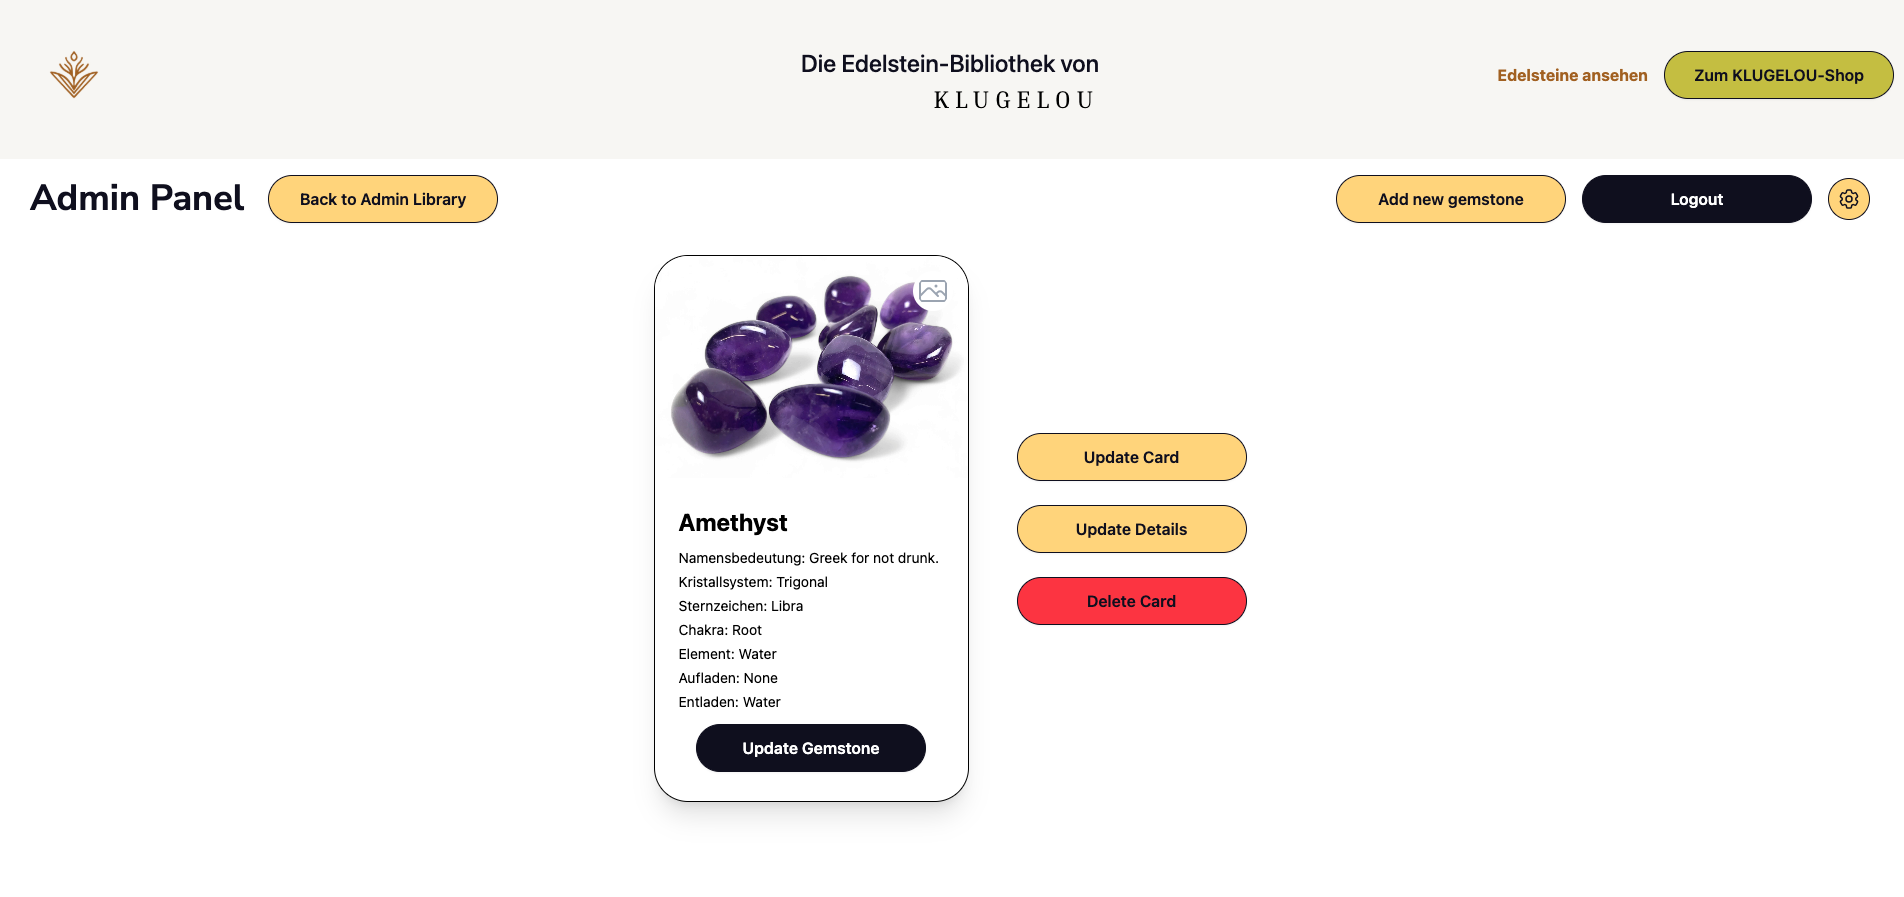 Die Edelstein-Bibliothek von
KLUGELOU
Edelsteine ansehen
Zum KLUGELOU-Shop
Admin Panel
Back to Admin Library
Add new gemstone
Logout
Amethyst
Namensbedeutung: Greek for not drunk.
Kristallsystem: Trigonal
Sternzeichen: Libra
Chakra: Root
Element: Water
Aufladen: None
Entladen: Water
Update Gemstone
Update Card
Update Details
Delete Card